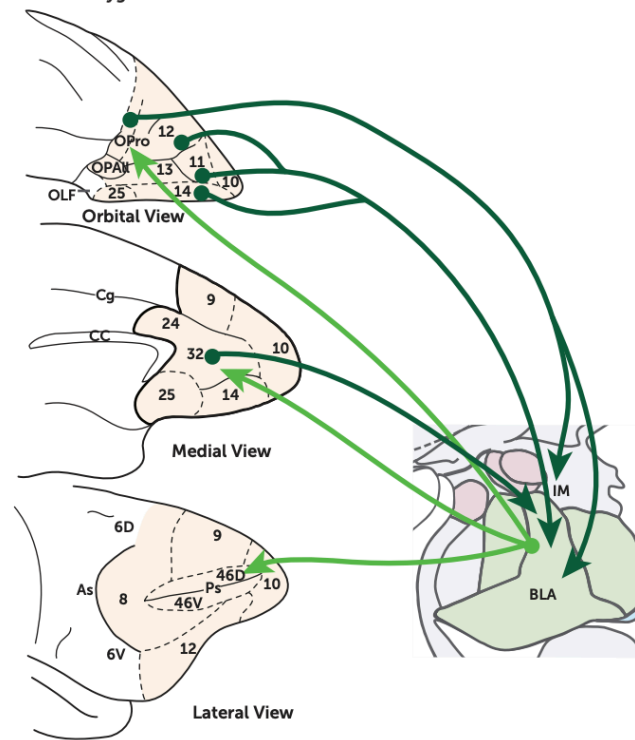 12
OPro
11
OPAll
13
10
OLF
25
14
Orbital View
9
Cg
24
CC
32
10
25
14
Medial View
IM
6D
9
46D
As
Ps
10
8
46V
BLA
6V
12
Lateral View